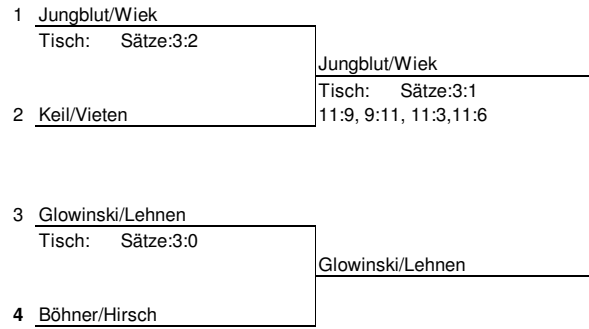 1 Jungblut/Wiek
Tisch: Sätze:3:2
Jungblut/Wiek
Tisch: Sätze:3:1
2 Keil/Vieten
11:9, 9:11, 11:3,11:6
3 Glowinski/Lehnen
Tisch: Sätze:3:0
Glowinski/Lehnen
4 Böhner/Hirsch